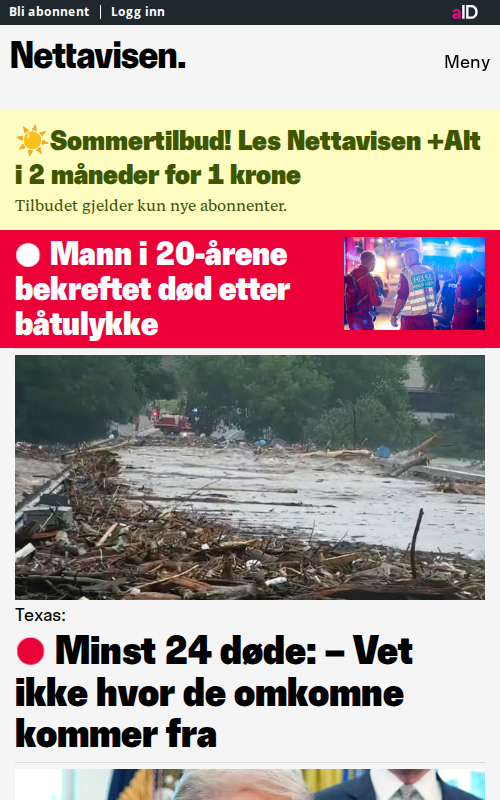 Bli abonnent
Logg inn
aID
Nettavisen.
Meny
Sommertilbud! Les Nettavisen +Alt
i 2 måneder for 1 krone
Tilbudet gjelder kun nye abonnenter.
Mann i 20-årene
bekreftet død etter
båtulykke
HELSE
Texas:
Minst 24 døde: – Vet
ikke hvor de omkomne
kommer fra